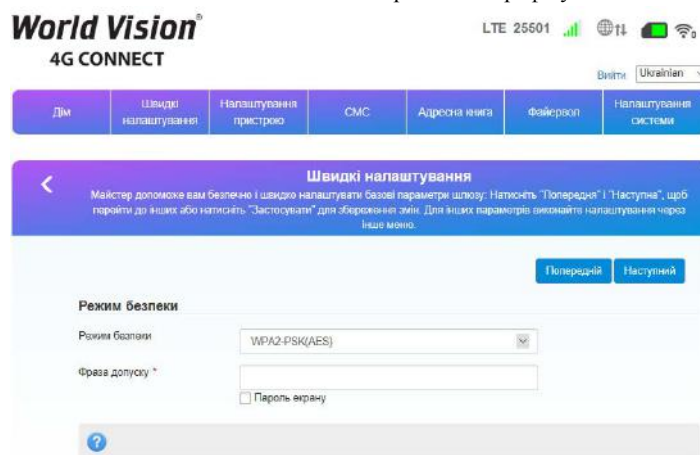 World Vision®
4G CONNECT
LTE 25501
Вийти Ukrainian
Дім
Швидкі налаштування
Налаштування пристрою
СМС
Адресна книга
Файервол
Налаштування системи
Швидкі налаштування
Майстер допоможе вам безпечно і швидко налаштувати базові параметри шлюзу: Натисніть "Попередня" і "Наступна", щоб
перейти до інших або натисніть "Застосувати" для збереження змін. Для інших параметрів виконайте налаштування через
інше меню.
Попередній Наступний
Режим безпеки
Режим безпеки WPA2-PSK(AES)
Фраза допуску *
Пароль екрану